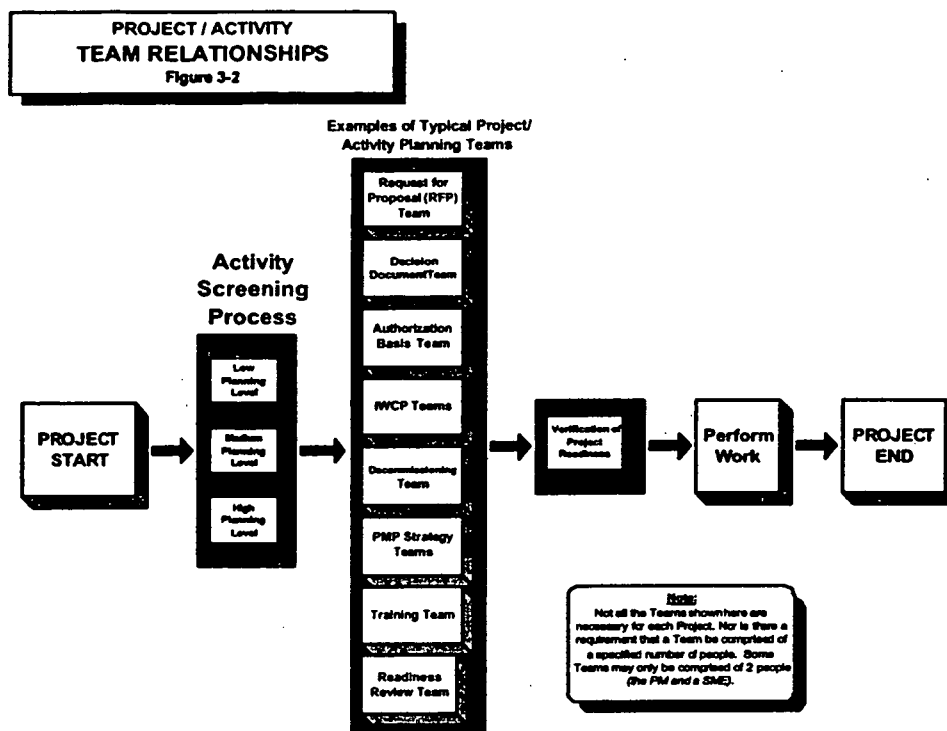 PROJECT / ACTIVITY
TEAM RELATIONSHIPS
Figure 3-2
Examples of Typical Project/
Activity Planning Teams
Request for
Proposal (RFP)
Team
Decision
DocumentTeam
Authorization
Basis Team
IWCP Teams
Decommissioning
Team
PMP Strategy
Teams
Training Team
Readiness
Review Team
Activity
Screening
Process
Low
Planning
Level
Medium
Planning
Level
High
Planning
Level
PROJECT
START
Verification of
Project
Readiness
Perform
Work
PROJECT
END
Note:
Not all the Teams shown here are
necessary for each Project. Nor is there a
requirement that a Team be comprised of
a specified number of people. Some
Teams may only be comprised of 2 people
(the PM and a SME).